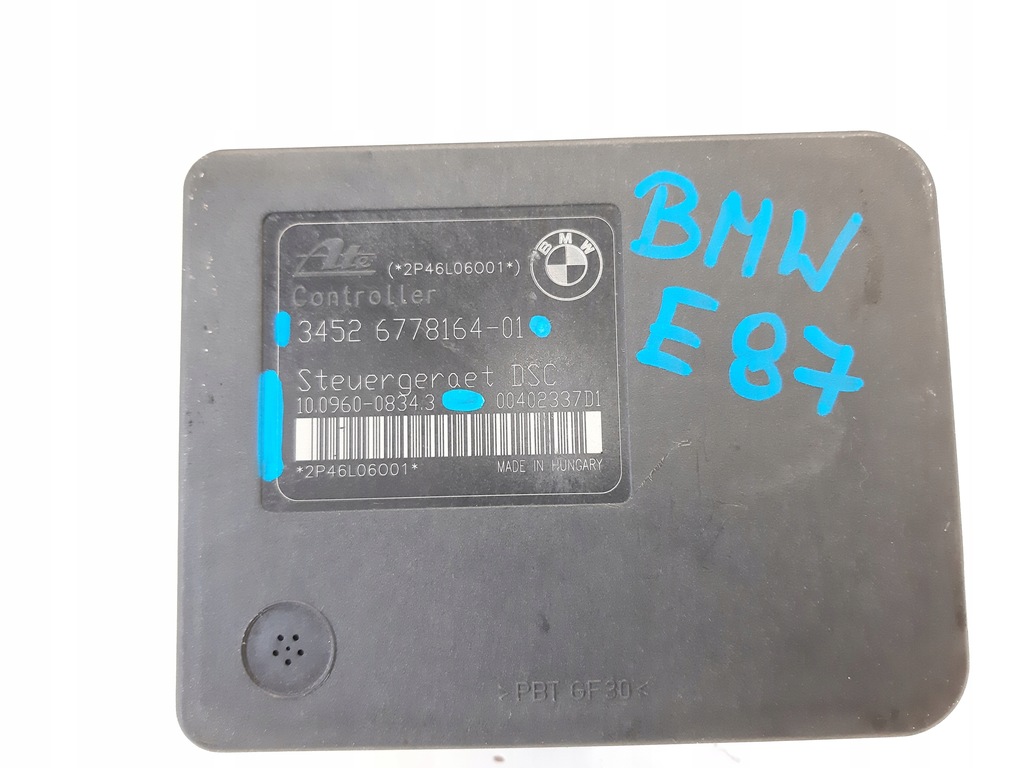 Ate (*2P46L06001*) BMW
Controller
3452 6778164-01
Steuergeraet DSC
10.0960-0834.3 00402337D1
*2P46L06001*
MADE IN HUNGARY
BMW
E87
>PBT GF30<